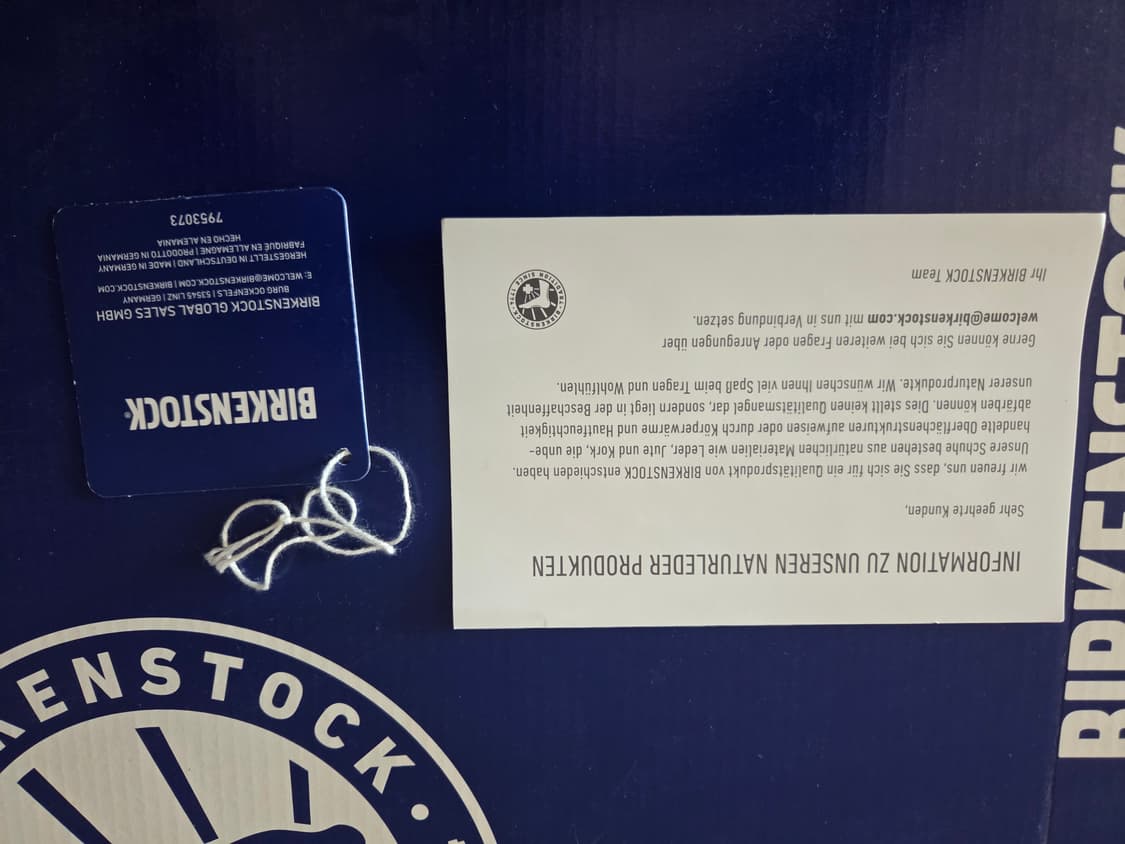 INFORMATION ZU UNSEREN NATURLEDER PRODUKTEN
Sehr geehrte Kunden,
wir freuen uns, dass Sie sich für ein Qualitätsprodukt von BIRKENSTOCK entschieden haben.
Unsere Schuhe bestehen aus natürlichen Materialien wie Leder, Jute und Kork, die unbe-
handelte Oberflächenstrukturen aufweisen oder durch Körperwärme und Hautfeuchtigkeit
abfärben können. Dies stellt keinen Qualitätsmangel dar, sondern liegt in der Beschaffenheit
unserer Naturprodukte. Wir wünschen Ihnen viel Spaß beim Tragen und Wohlfühlen.
Gerne können Sie sich bei weiteren Fragen oder Anregungen über
welcome@birkenstock.com mit uns in Verbindung setzen.
Ihr BIRKENSTOCK Team
BIRKENSTOCK • TRADITION SINCE 1774 •
BIRKENSTOCK®
BIRKENSTOCK GLOBAL SALES GMBH
BURG OCKENFELS | 53545 LINZ | GERMANY
E: WELCOME@BIRKENSTOCK.COM | BIRKENSTOCK.COM
HERGESTELLT IN DEUTSCHLAND | MADE IN GERMANY
FABRIQUÉ EN ALLEMAGNE | PRODOTTO IN GERMANIA
HECHO EN ALEMANIA
7953073
KENSTOCK •
BIRKENSTOCK